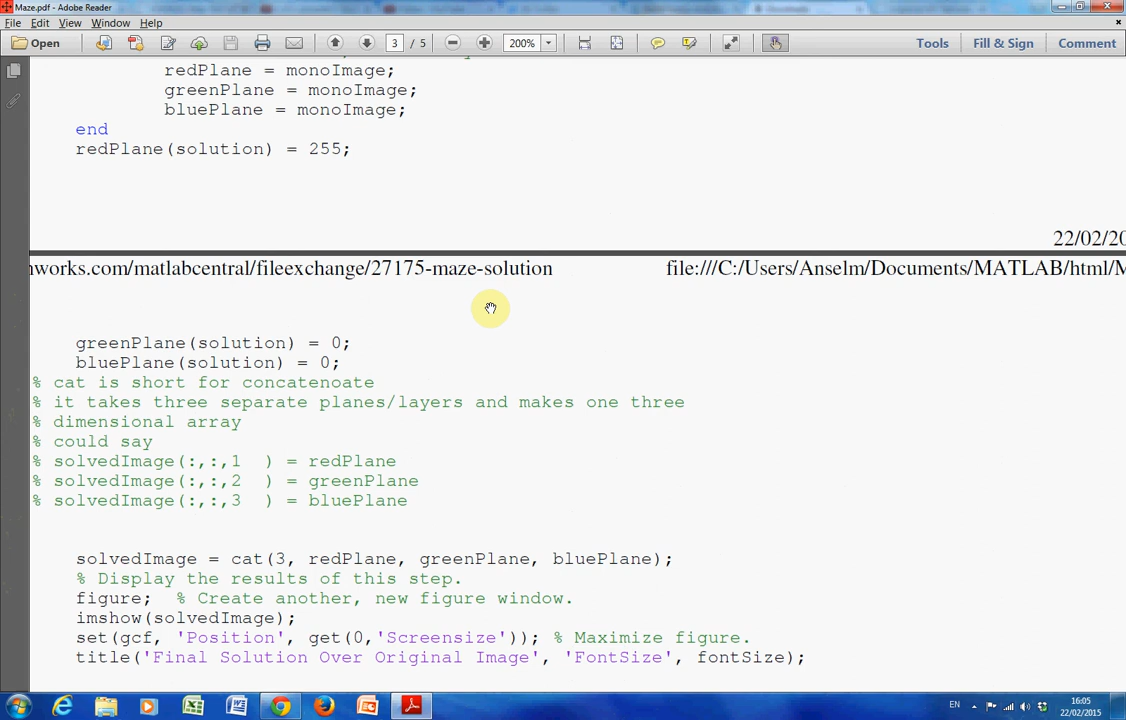 Maze.pdf - Adobe Reader
File Edit View Window Help
Open 3 / 5 200% Tools Fill & Sign Comment
redPlane = monoImage;
greenPlane = monoImage;
bluePlane = monoImage;
end
redPlane(solution) = 255;
22/02/20
works.com/matlabcentral/fileexchange/27175-maze-solution file:///C:/Users/Anselm/Documents/MATLAB/html/M
greenPlane(solution) = 0;
bluePlane(solution) = 0;
% cat is short for concatenoate
% it takes three separate planes/layers and makes one three
% dimensional array
% could say
% solvedImage(:,:,1 ) = redPlane
% solvedImage(:,:,2 ) = greenPlane
% solvedImage(:,:,3 ) = bluePlane
solvedImage = cat(3, redPlane, greenPlane, bluePlane);
% Display the results of this step.
figure; % Create another, new figure window.
imshow(solvedImage);
set(gcf, 'Position', get(0,'Screensize')); % Maximize figure.
title('Final Solution Over Original Image', 'FontSize', fontSize);
EN 16:05
22/02/2015